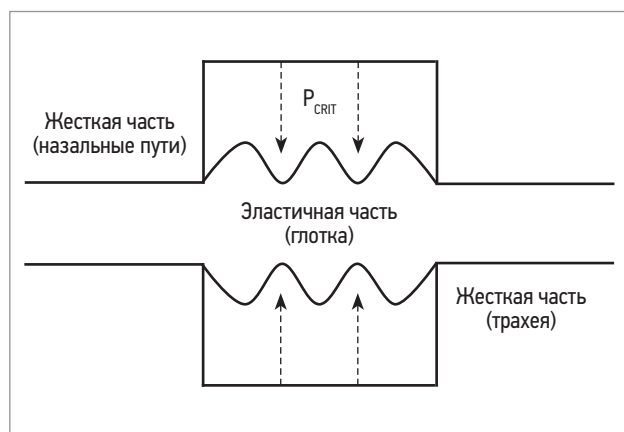 P_CRIT
Жесткая часть
(назальные пути)
Эластичная часть
(глотка)
Жесткая часть
(трахея)